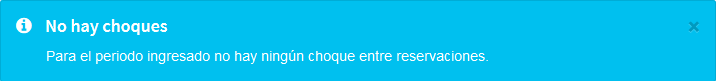 No hay choques
×
Para el periodo ingresado no hay ningún choque entre reservaciones.